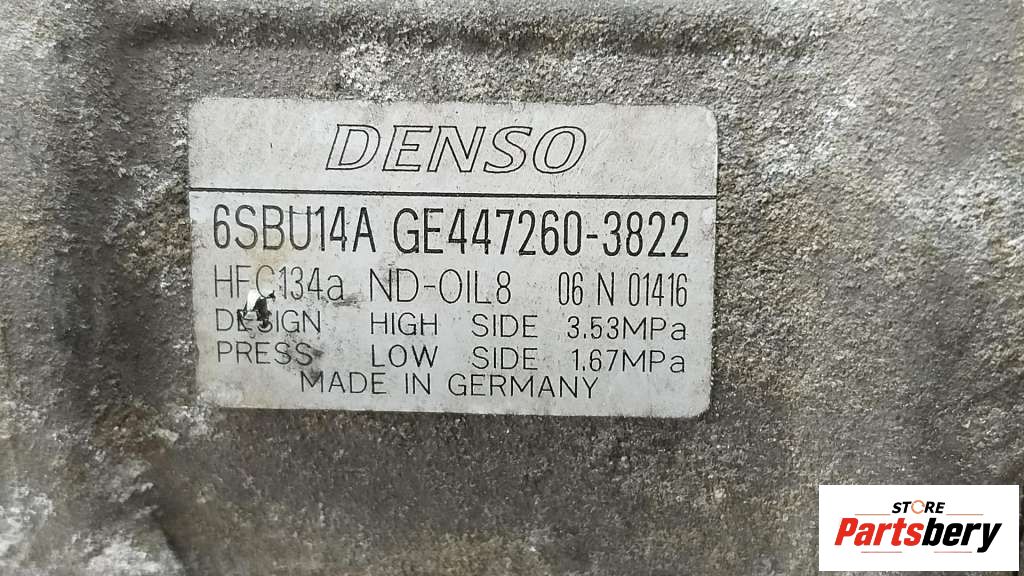 DENSO
6SBU14A GE447260-3822
HFC134a ND-OIL8 06 N 01416
DESIGN HIGH SIDE 3.53MPa
PRESS LOW SIDE 1.67MPa
MADE IN GERMANY
STORE
Partsbery